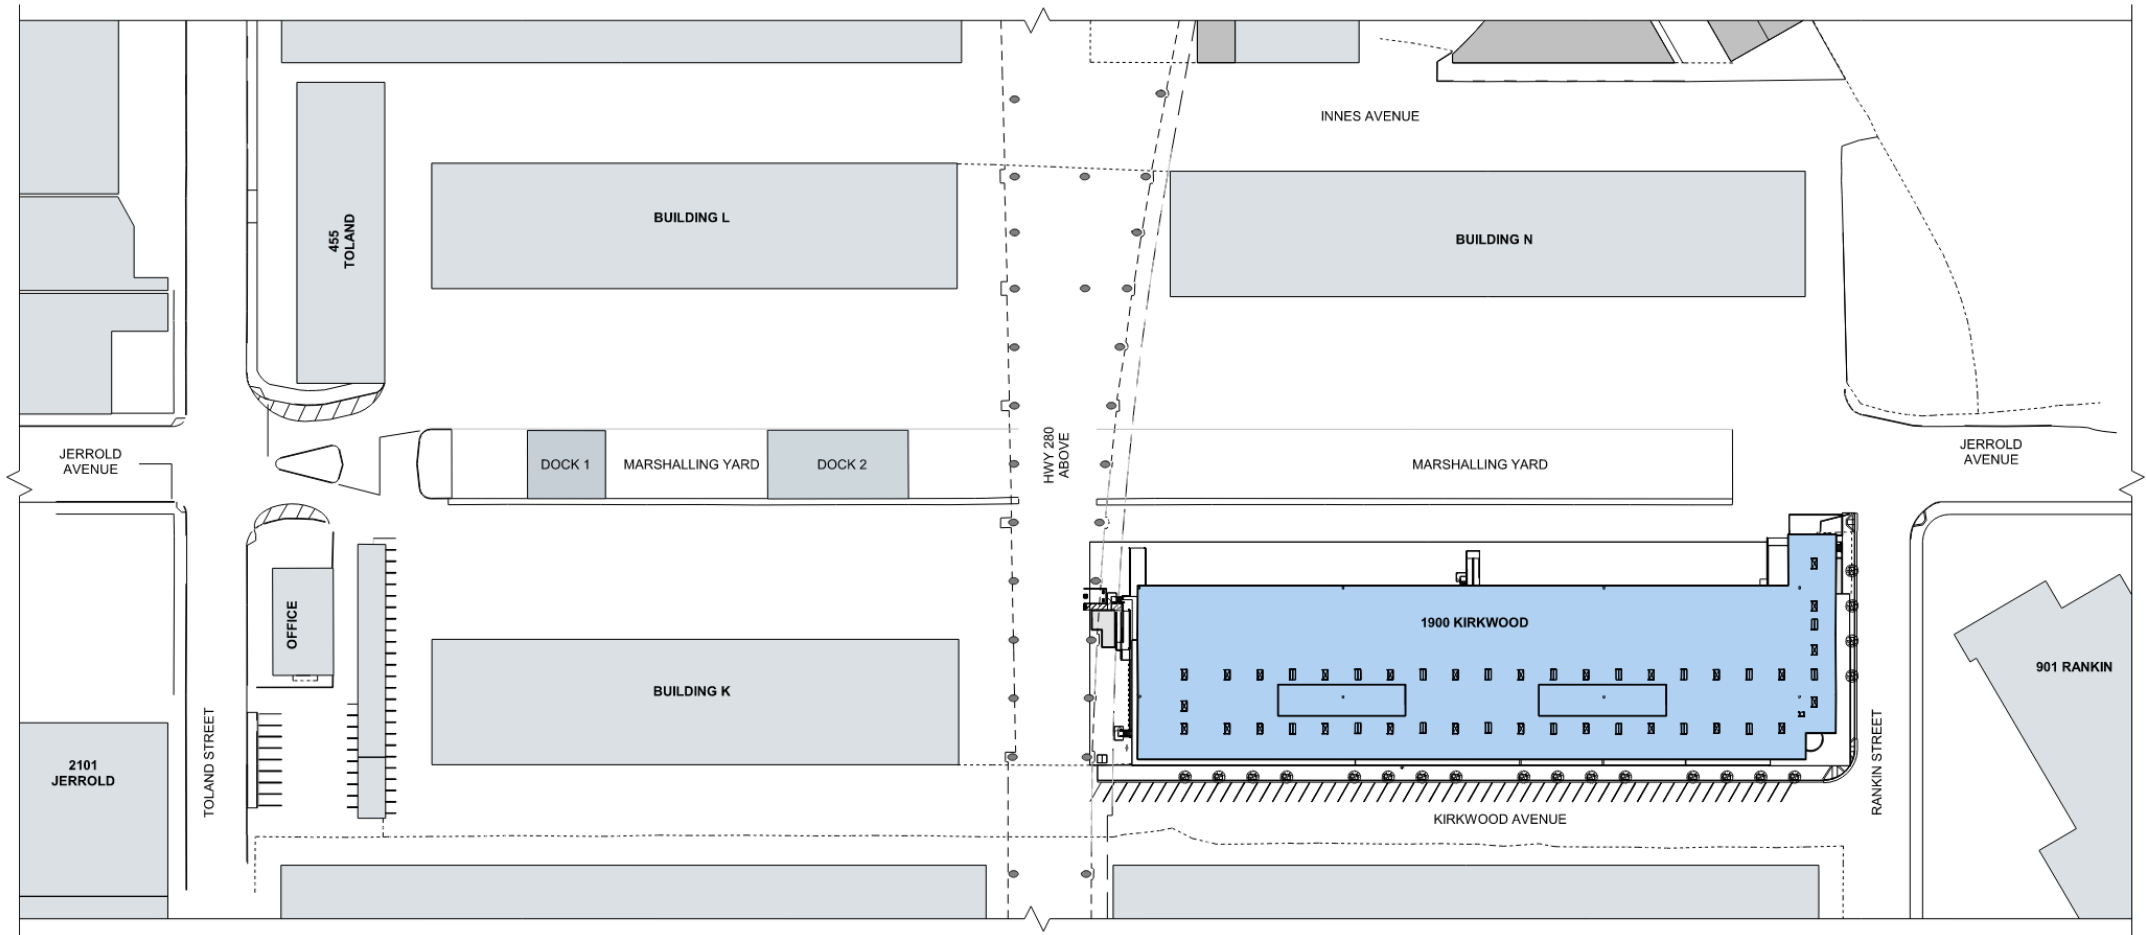 INNES AVENUE
455
TOLAND
BUILDING L
BUILDING N
JERROLD
AVENUE
DOCK 1
MARSHALLING YARD
DOCK 2
HWY 280
ABOVE
MARSHALLING YARD
JERROLD
AVENUE
OFFICE
1900 KIRKWOOD
BUILDING K
901 RANKIN
2101
JERROLD
TOLAND STREET
RANKIN STREET
KIRKWOOD AVENUE